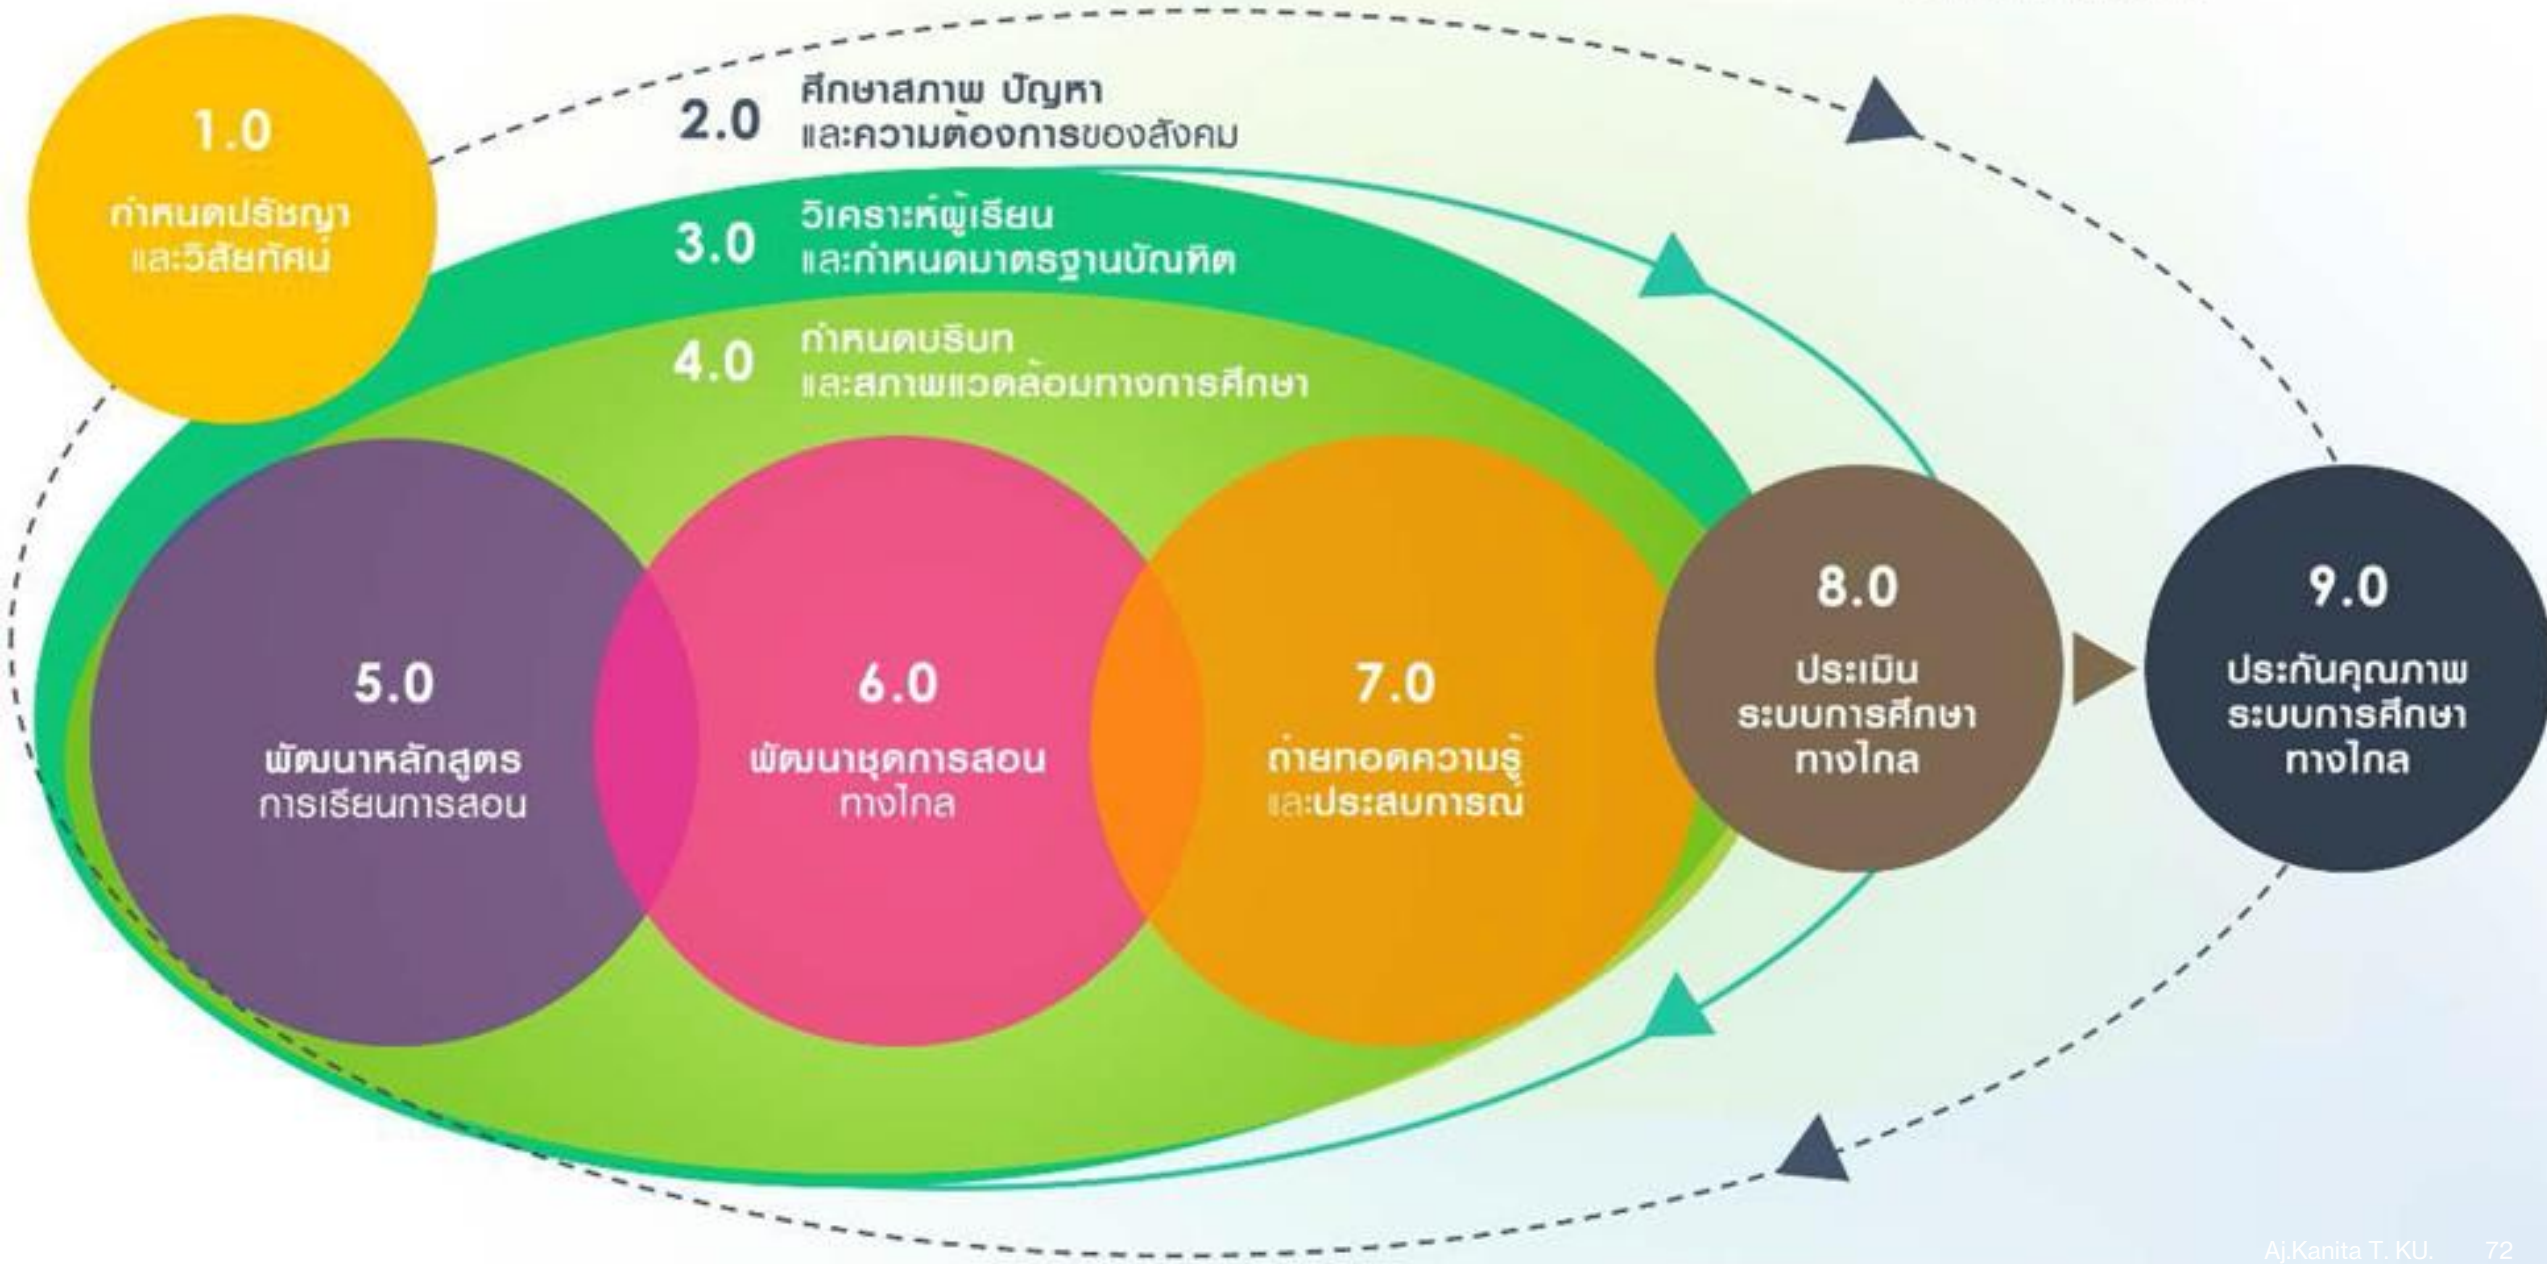 1.0
กำหนดปรัชญา
และวิสัยทัศน์
2.0
ศึกษาสภาพ ปัญหา
และความต้องการของสังคม
3.0
วิเคราะห์ผู้เรียน
และกำหนดมาตรฐานบัณฑิต
4.0
กำหนดบริบท
และสภาพแวดล้อมทางการศึกษา
5.0
พัฒนาหลักสูตร
การเรียนการสอน
6.0
พัฒนาชุดการสอน
ทางไกล
7.0
ถ่ายทอดความรู้
และประสบการณ์
8.0
ประเมิน
ระบบการศึกษา
ทางไกล
9.0
ประกันคุณภาพ
ระบบการศึกษา
ทางไกล
Aj.Kanita T. KU. 72